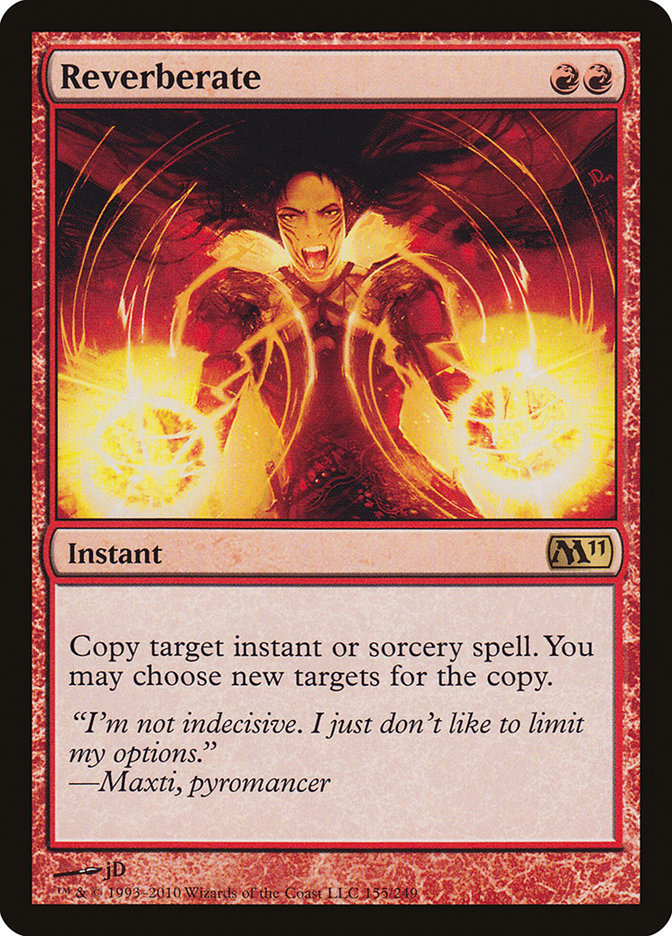 Reverberate
Instant
M11
Copy target instant or sorcery spell. You
may choose new targets for the copy.
“I’m not indecisive. I just don’t like to limit
my options.”
—Maxti, pyromancer
jD
™ & © 1993–2010 Wizards of the Coast LLC 155/249